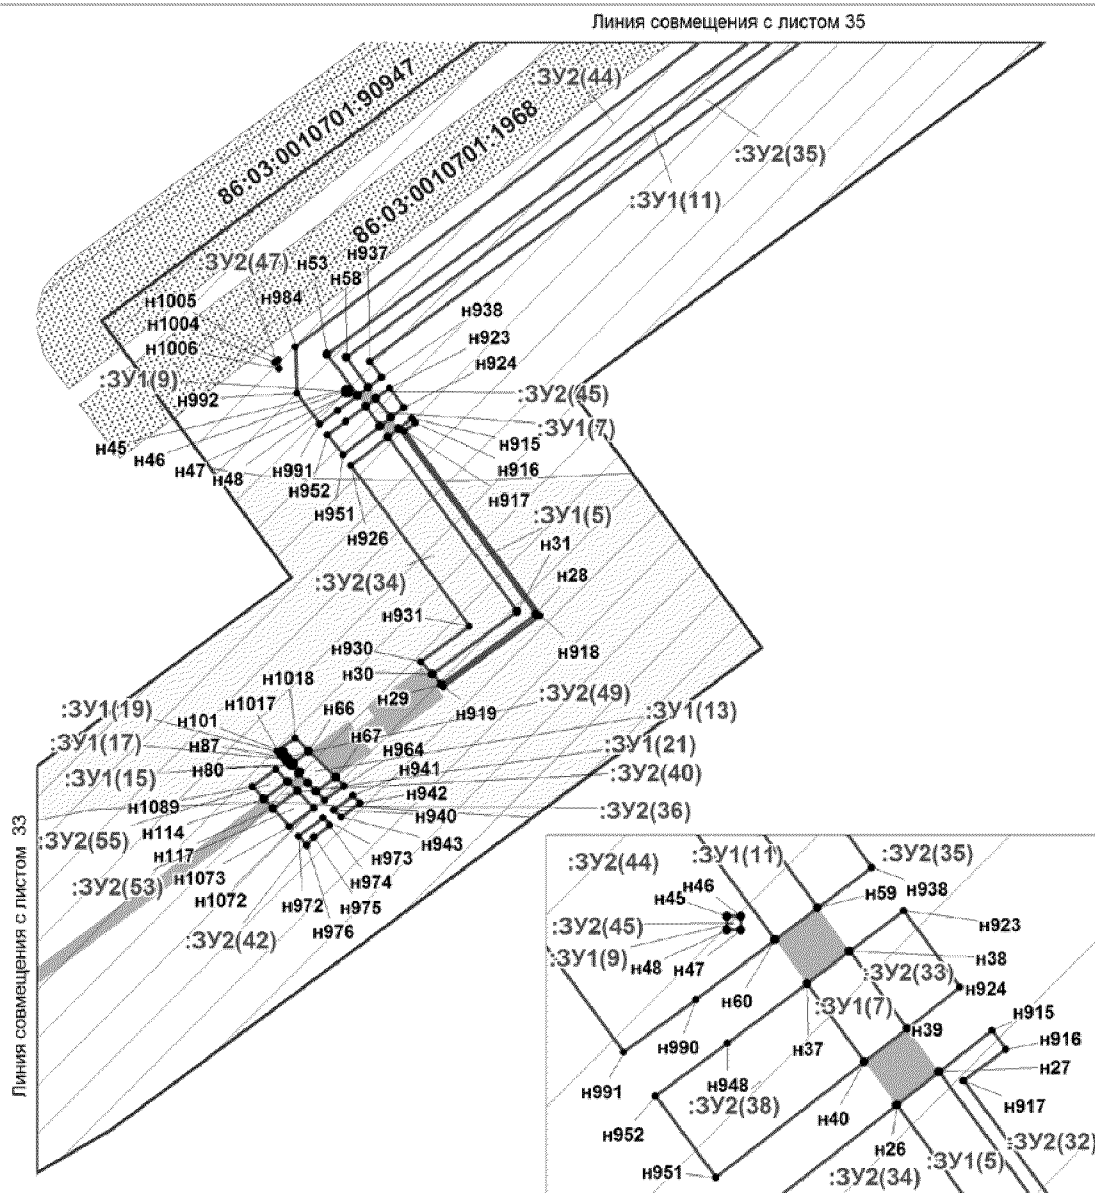 Линия совмещения с листом 35
:ЗУ2(44)
86:03:0010701:90947
86:03:0010701:1968
:ЗУ2(35)
:ЗУ1(11)
н937
:ЗУ2(47)
н53
н58
н1005
н984
н1004
н938
н1006
н923
н924
:ЗУ1(9)
:ЗУ2(45)
н992
:ЗУ1(7)
н45
н915
н46
н47
н991
н916
н48
н952
н917
н951
:ЗУ1(5)
н926
н31
н28
:ЗУ2(34)
н931
н930
н918
н30
н1018
н29
:ЗУ2(49)
н1017
н66
:ЗУ1(19)
н101
н919
:ЗУ1(13)
н67
:ЗУ1(17)
н87
н964
:ЗУ1(21)
н80
н941
:ЗУ1(15)
:ЗУ2(40)
н942
н1089
н940
:ЗУ2(36)
н114
:ЗУ2(55)
н943
н117
н973
н1073
:ЗУ2(53)
н974
н1072
н972
н975
н976
:ЗУ2(42)
Линия совмещения с листом 33
:ЗУ2(44)
:ЗУ1(11)
:ЗУ2(35)
н46
н59
н938
н45
:ЗУ2(45)
н923
:ЗУ1(9)
н48
н47
н38
:ЗУ2(33)
н60
н924
:ЗУ1(7)
н39
н915
н990
н37
н916
н27
н991
н948
н917
:ЗУ2(38)
н952
н40
н26
:ЗУ2(32)
:ЗУ1(5)
н951
:ЗУ2(34)